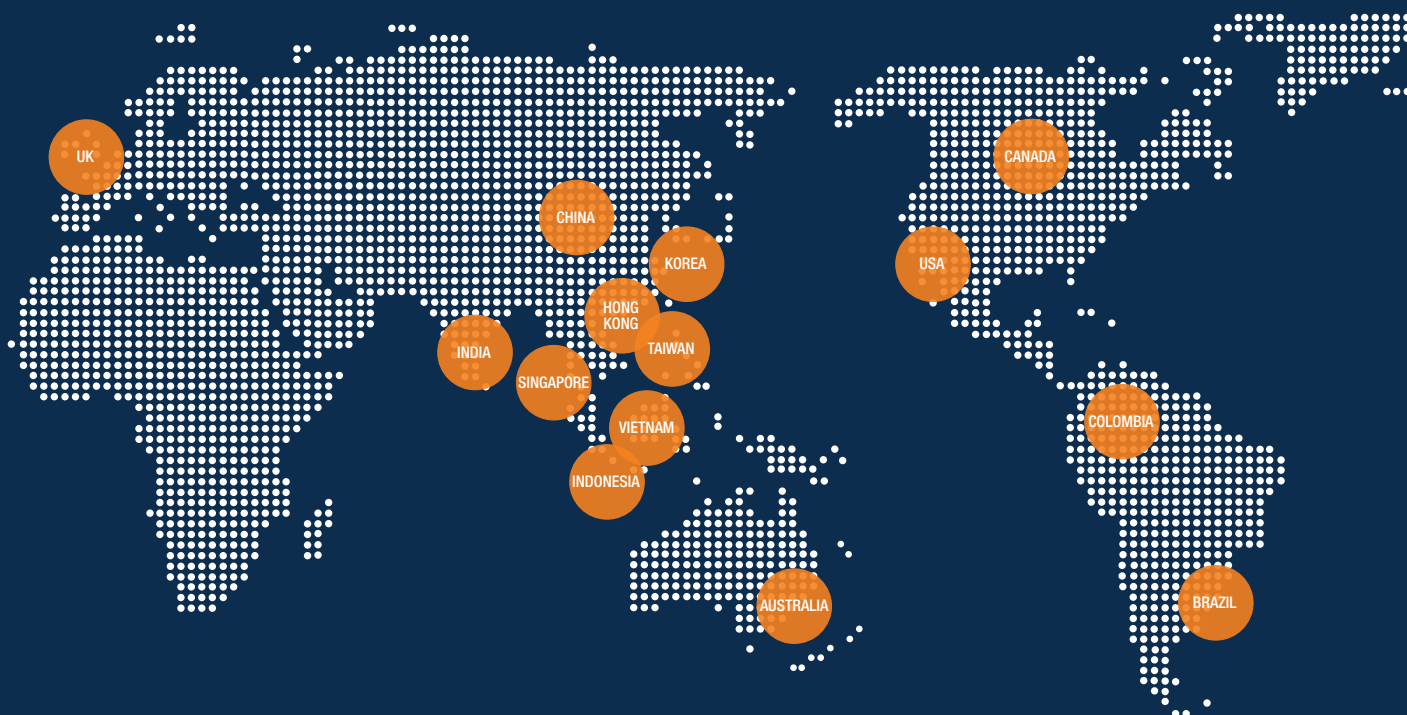 UK
CANADA
CHINA
KOREA
USA
HONG
KONG
TAIWAN
INDIA
SINGAPORE
COLOMBIA
VIETNAM
INDONESIA
BRAZIL
AUSTRALIA